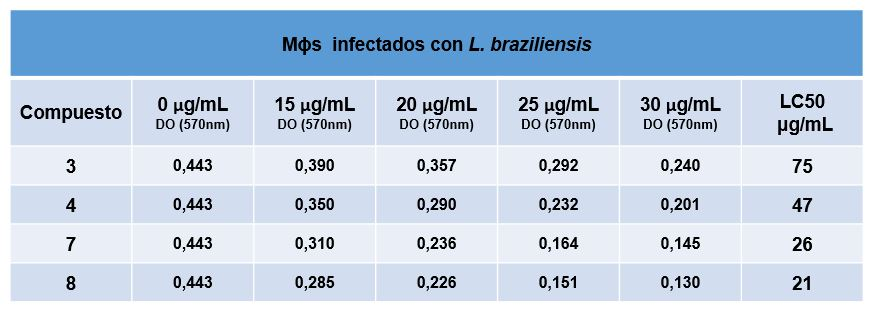 Mϕs infectados con L. braziliensis
Compuesto 0 µg/mL 15 µg/mL 20 µg/mL 25 µg/mL 30 µg/mL LC50
DO (570nm) DO (570nm) DO (570nm) DO (570nm) DO (570nm) µg/mL
3 0,443 0,390 0,357 0,292 0,240 75
4 0,443 0,350 0,290 0,232 0,201 47
7 0,443 0,310 0,236 0,164 0,145 26
8 0,443 0,285 0,226 0,151 0,130 21